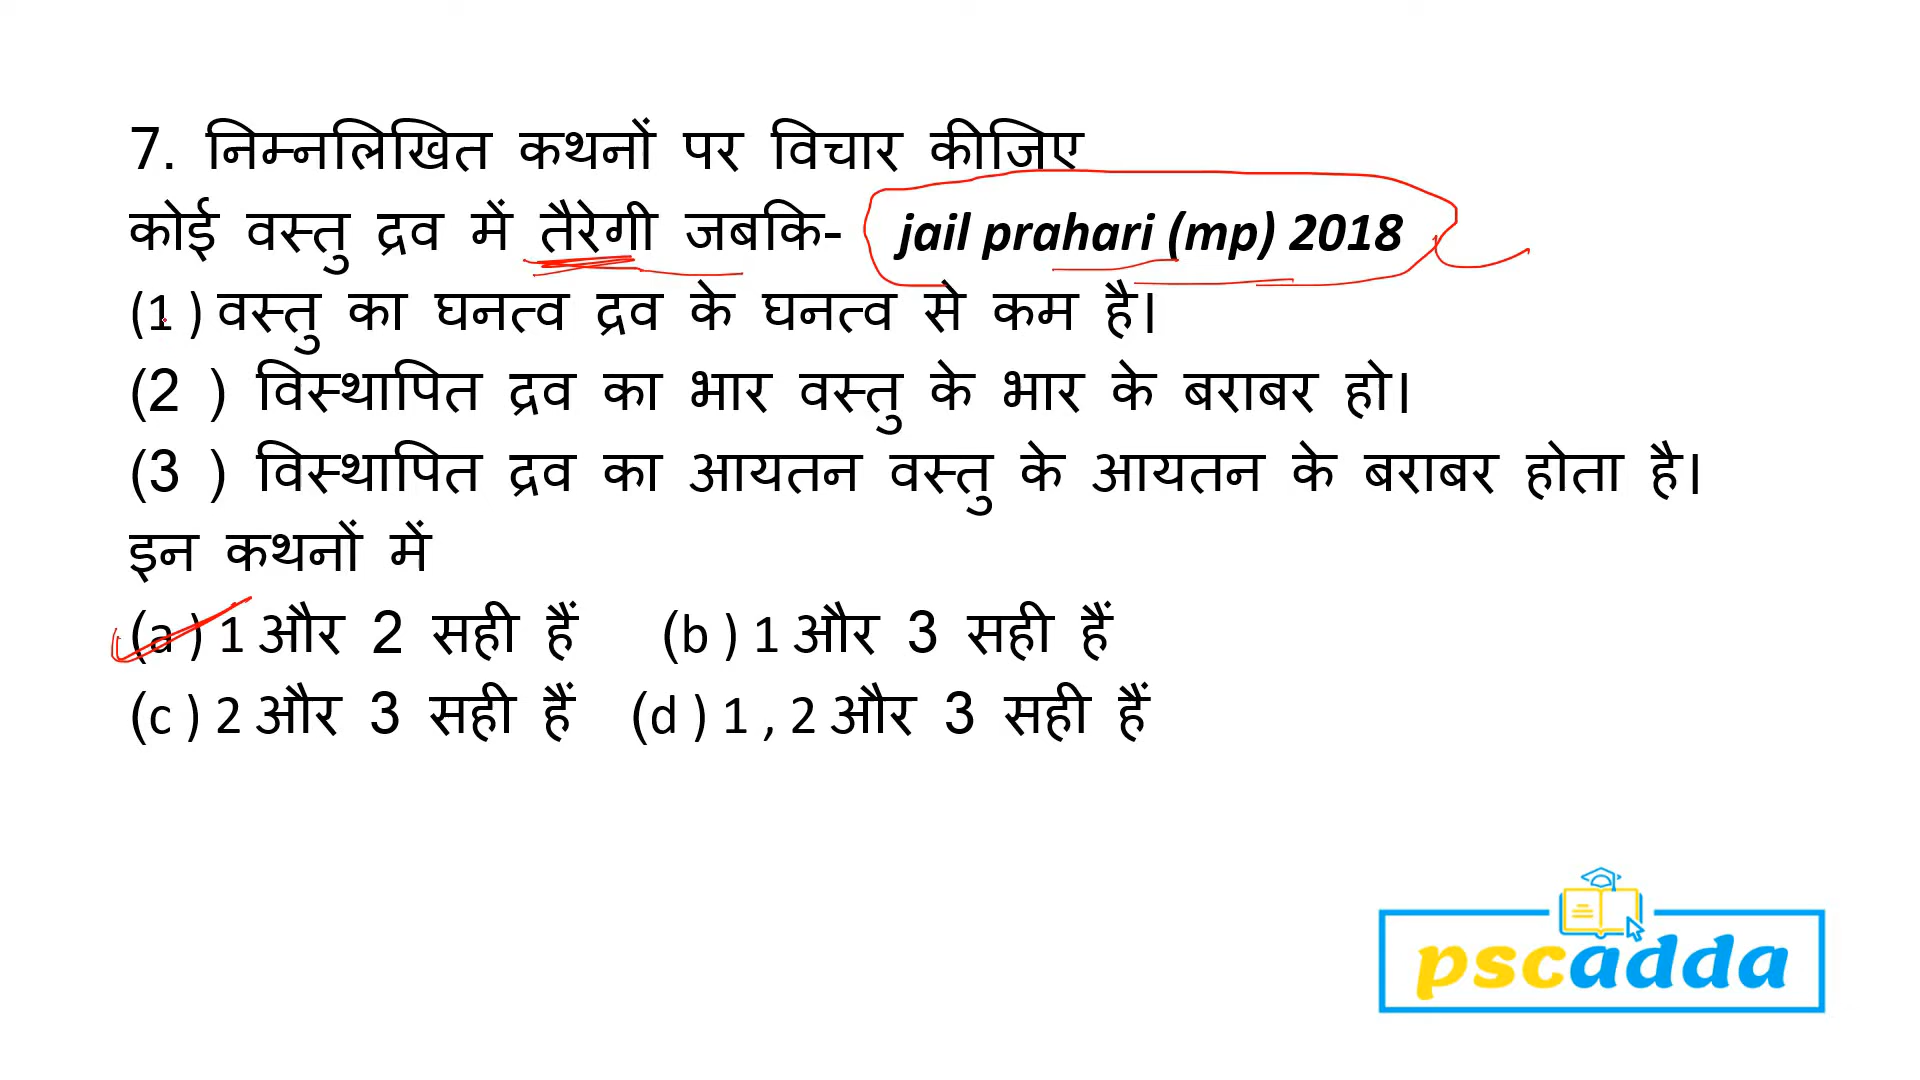 7. निम्नलिखित कथनों पर विचार कीजिए
कोई वस्तु द्रव में तैरेगी जबकि- jail prahari (mp) 2018
(1 ) वस्तु का घनत्व द्रव के घनत्व से कम है।
(2 ) विस्थापित द्रव का भार वस्तु के भार के बराबर हो।
(3 ) विस्थापित द्रव का आयतन वस्तु के आयतन के बराबर होता है।
इन कथनों में
(a ) 1 और 2 सही हैं (b ) 1 और 3 सही हैं
(c ) 2 और 3 सही हैं (d ) 1 , 2 और 3 सही हैं
pscadda